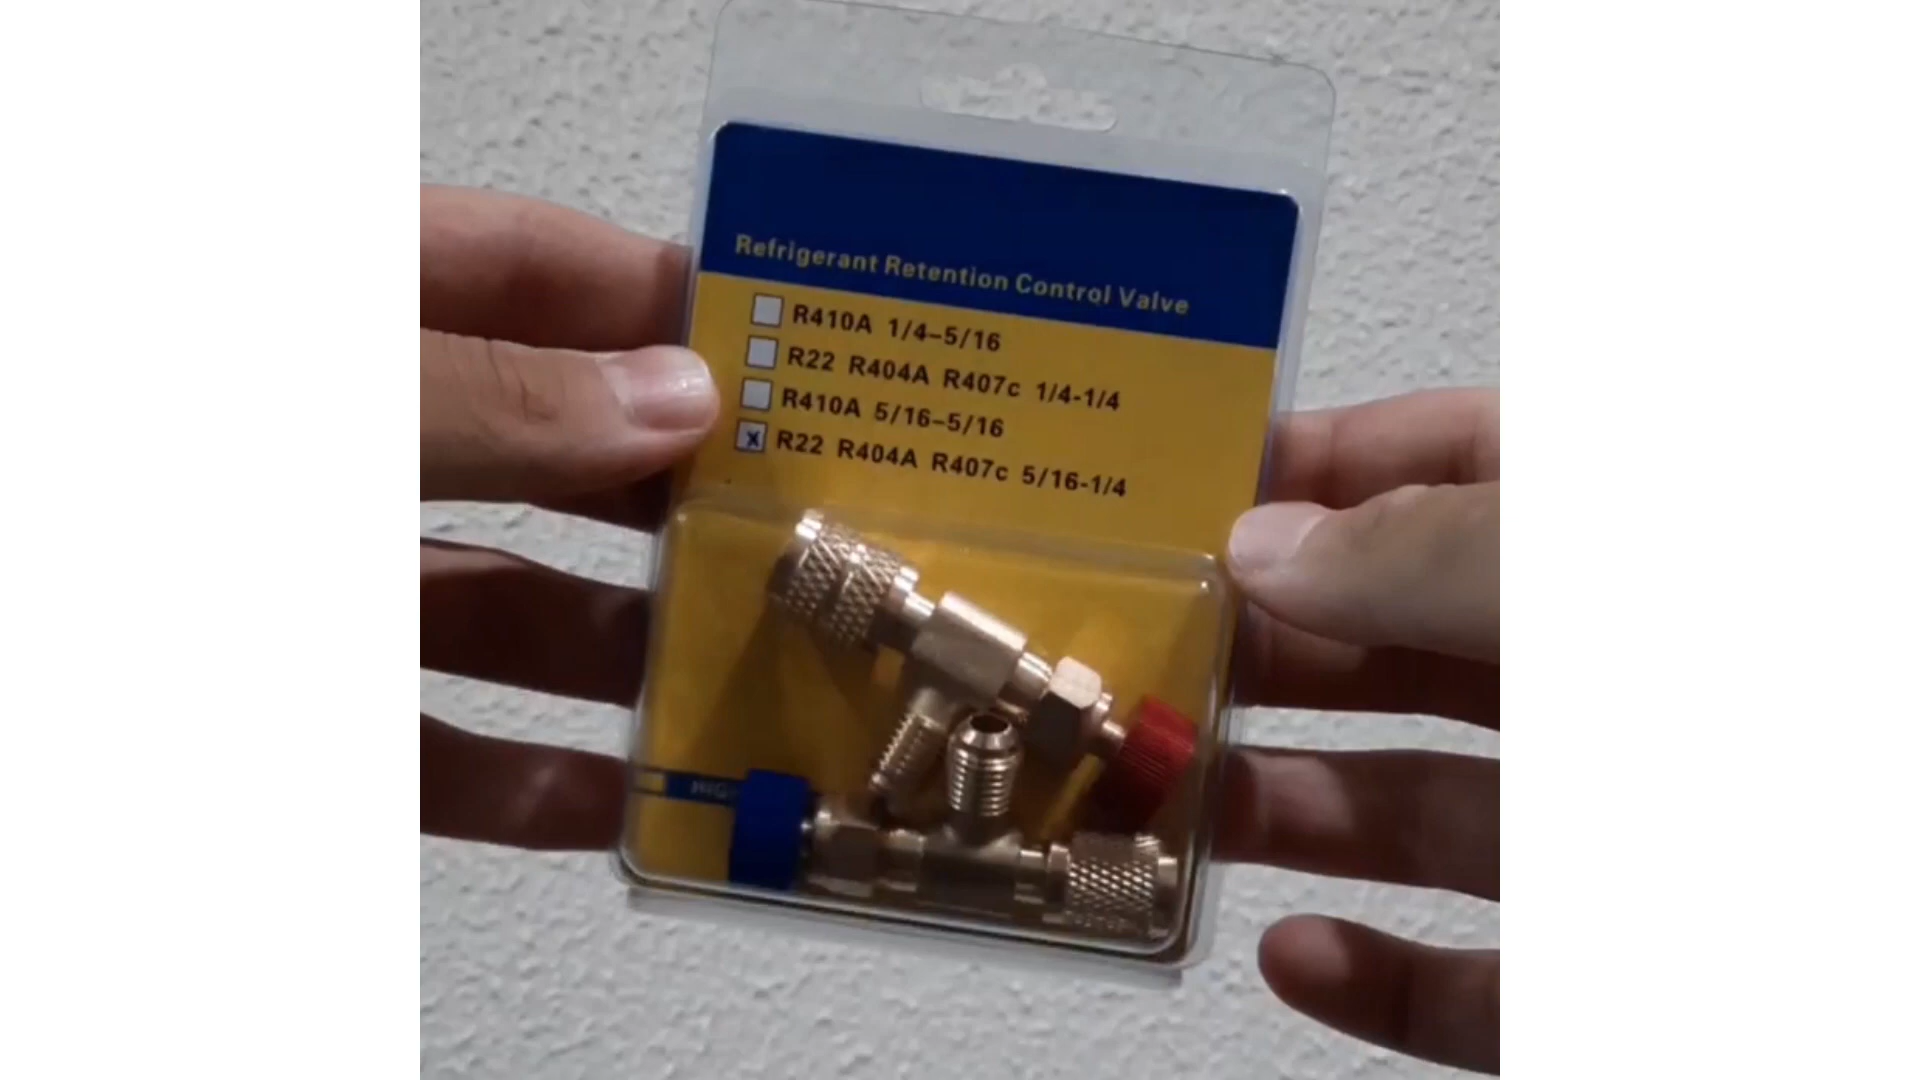 Refrigerant Retention Control Valve
R410A 1/4-5/16
R22 R404A R407c 1/4-1/4
R410A 5/16-5/16
x R22 R404A R407c 5/16-1/4